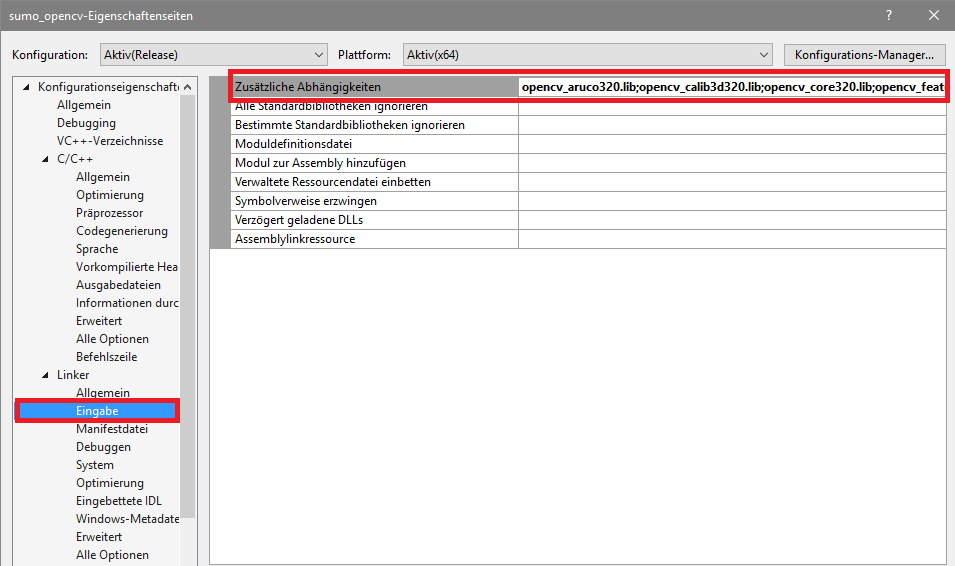 sumo_opencv-Eigenschaftenseiten
Konfiguration: Aktiv(Release) Plattform: Aktiv(x64) Konfigurations-Manager...
Konfigurationseigenschafte
Allgemein
Debugging
VC++-Verzeichnisse
C/C++
Allgemein
Optimierung
Präprozessor
Codegenerierung
Sprache
Vorkompilierte Hea
Ausgabedateien
Informationen durc
Erweitert
Alle Optionen
Befehlszeile
Linker
Allgemein
Eingabe
Manifestdatei
Debuggen
System
Optimierung
Eingebettete IDL
Windows-Metadate
Erweitert
Alle Optionen
Zusätzliche Abhängigkeiten opencv_aruco320.lib;opencv_calib3d320.lib;opencv_core320.lib;opencv_feat
Alle Standardbibliotheken ignorieren
Bestimmte Standardbibliotheken ignorieren
Moduldefinitionsdatei
Modul zur Assembly hinzufügen
Verwaltete Ressourcendatei einbetten
Symbolverweise erzwingen
Verzögert geladene DLLs
Assemblylinkressource